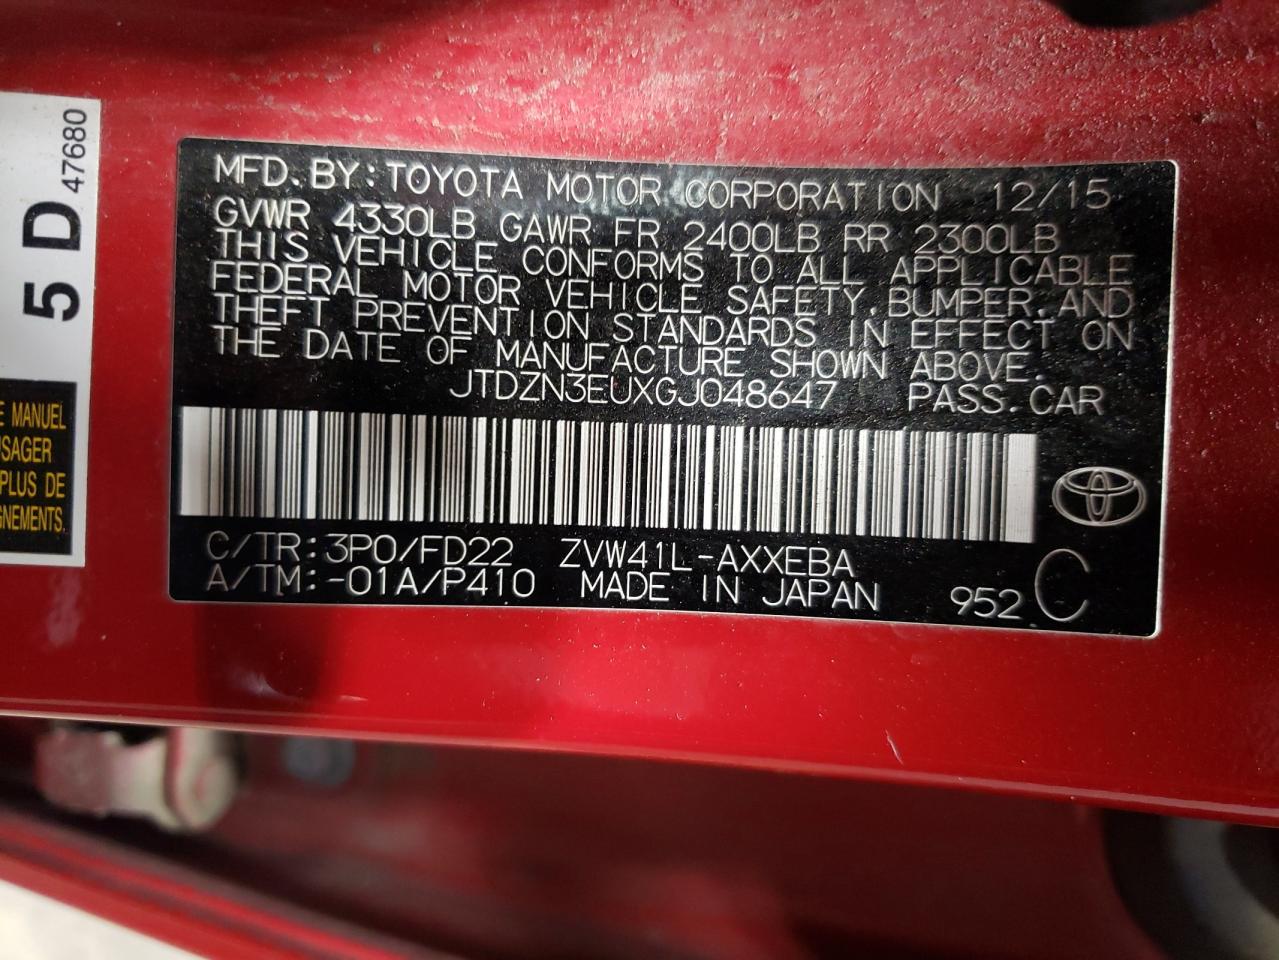 MFD.BY:TOYOTA MOTOR CORPORATION 12/15
GVWR 4330LB GAWR FR 2400LB RR 2300LB
THIS VEHICLE CONFORMS TO ALL APPLICABLE
FEDERAL MOTOR VEHICLE SAFETY,BUMPER,AND
THEFT PREVENTION STANDARDS IN EFFECT ON
THE DATE OF MANUFACTURE SHOWN ABOVE.
JTDZN3EUXGJ048647 PASS.CAR
C/TR:3P0/FD22 ZVW41L-AXXEBA
A/TM:-01A/P410 MADE IN JAPAN 952 C
5 D 47680
E MANUEL
USAGER
PLUS DE
GNEMENTS.